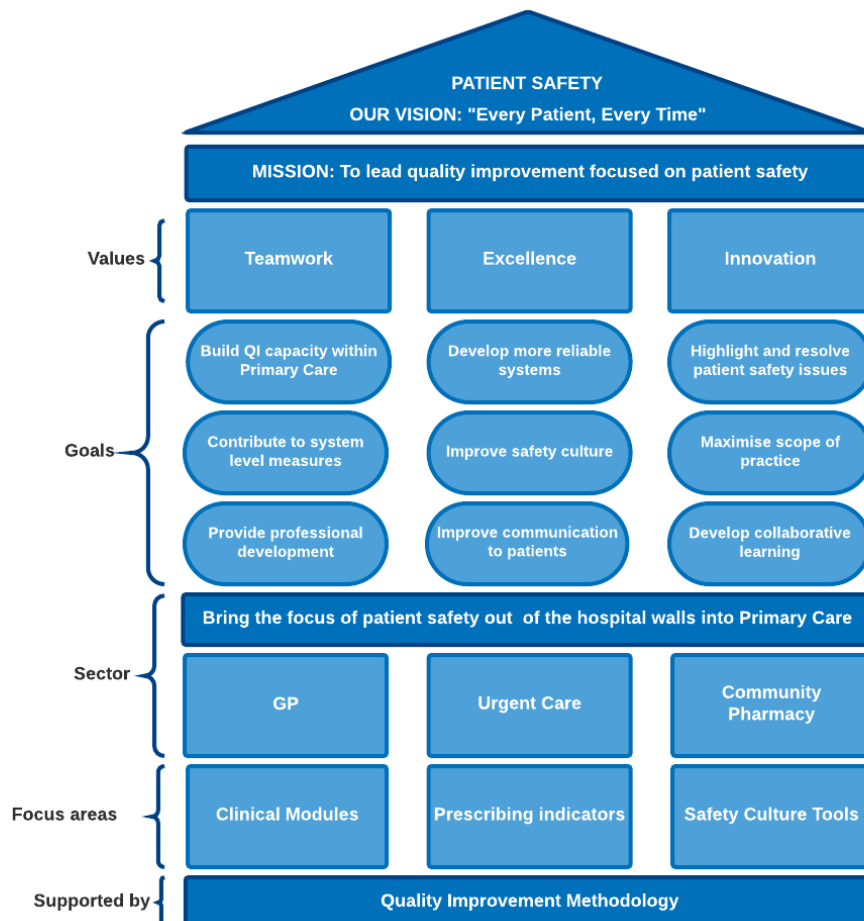 PATIENT SAFETY
OUR VISION: "Every Patient, Every Time"
MISSION: To lead quality improvement focused on patient safety
Values
Teamwork
Excellence
Innovation
Goals
Build QI capacity within
Primary Care
Develop more reliable
systems
Highlight and resolve
patient safety issues
Contribute to system
level measures
Improve safety culture
Maximise scope of
practice
Provide professional
development
Improve communication
to patients
Develop collaborative
learning
Sector
Bring the focus of patient safety out of the hospital walls into Primary Care
GP
Urgent Care
Community
Pharmacy
Focus areas
Clinical Modules
Prescribing indicators
Safety Culture Tools
Supported by
Quality Improvement Methodology